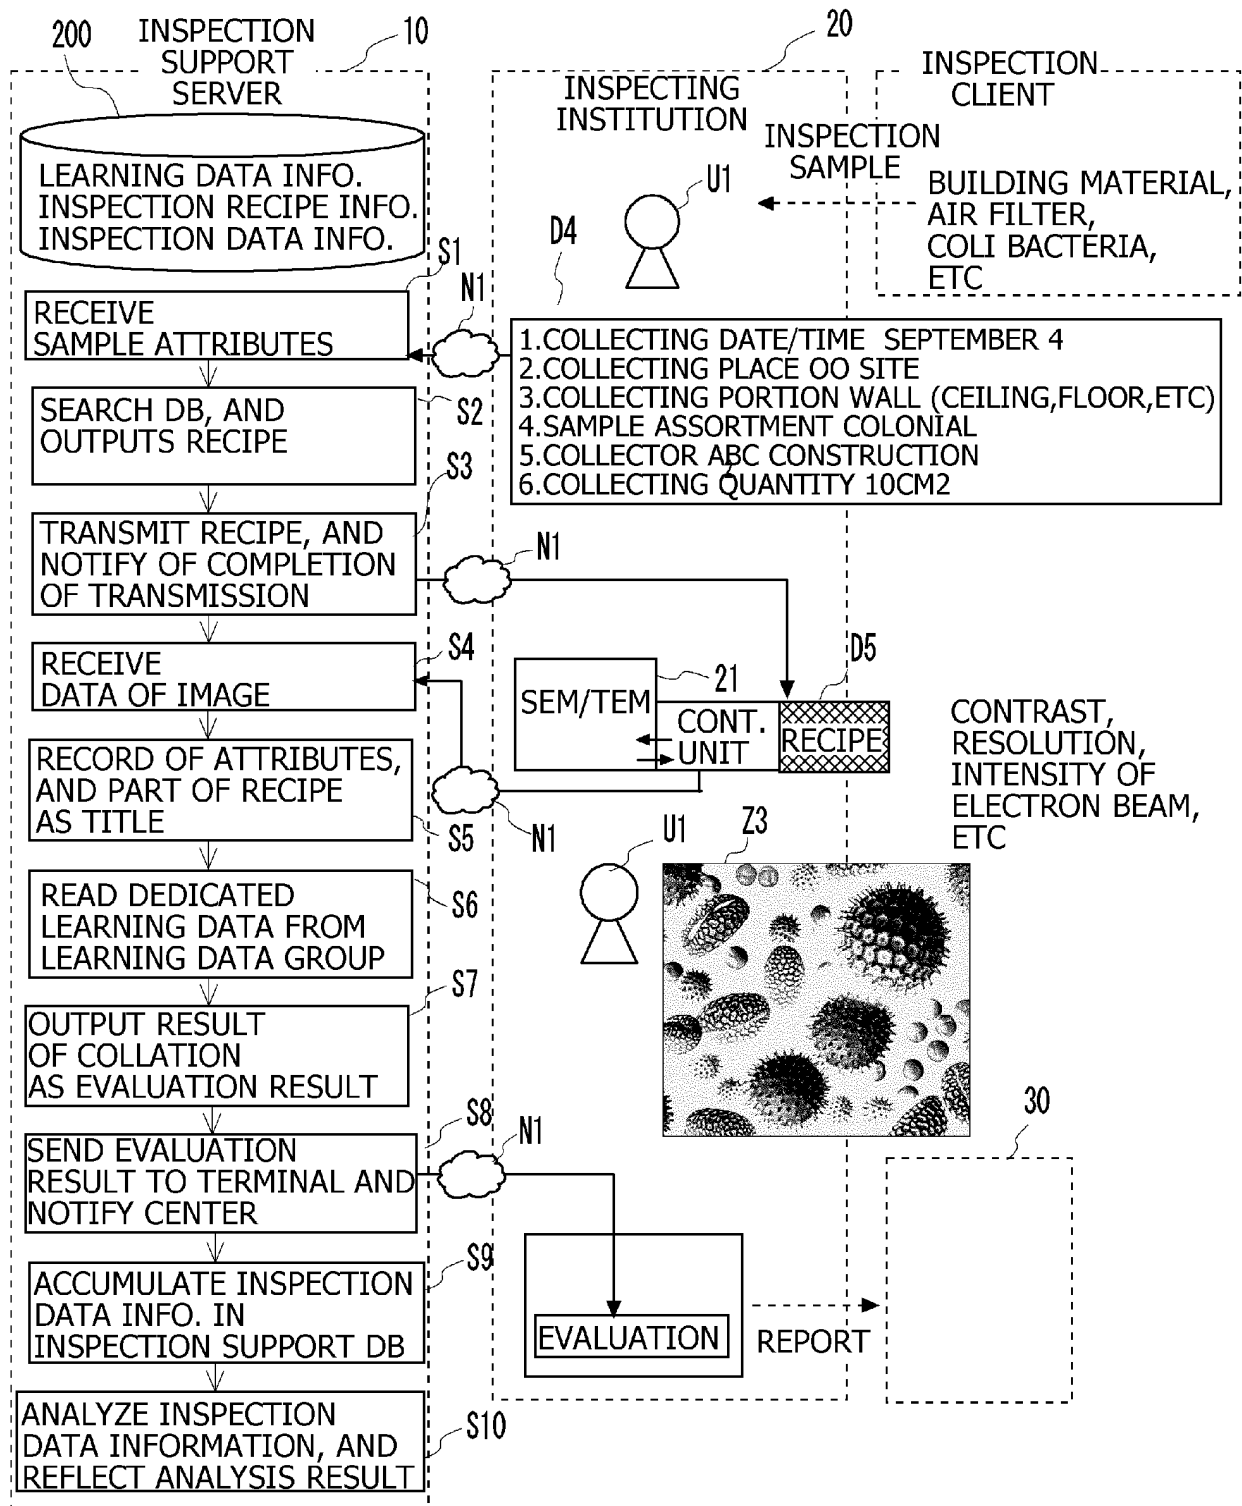 200
INSPECTION
SUPPORT
SERVER
10
20
INSPECTING
INSTITUTION
INSPECTION
CLIENT
INSPECTION
SAMPLE
LEARNING DATA INFO.
INSPECTION RECIPE INFO.
INSPECTION DATA INFO.
U1
BUILDING MATERIAL,
AIR FILTER,
COLI BACTERIA,
ETC
D4
S1
N1
RECEIVE
SAMPLE ATTRIBUTES
1.COLLECTING DATE/TIME SEPTEMBER 4
2.COLLECTING PLACE OO SITE
3.COLLECTING PORTION WALL (CEILING,FLOOR,ETC)
4.SAMPLE ASSORTMENT COLONIAL
5.COLLECTOR ABC CONSTRUCTION
6.COLLECTING QUANTITY 10CM2
SEARCH DB, AND
OUTPUTS RECIPE
S2
S3
TRANSMIT RECIPE, AND
NOTIFY OF COMPLETION
OF TRANSMISSION
N1
RECEIVE
DATA OF IMAGE
S4
SEM/TEM
21
CONT.
UNIT
D5
RECIPE
CONTRAST,
RESOLUTION,
INTENSITY OF
ELECTRON BEAM,
ETC
RECORD OF ATTRIBUTES,
AND PART OF RECIPE
AS TITLE
S5
N1
U1
Z3
READ DEDICATED
LEARNING DATA FROM
LEARNING DATA GROUP
S6
S7
OUTPUT RESULT
OF COLLATION
AS EVALUATION RESULT
S8
SEND EVALUATION
RESULT TO TERMINAL AND
NOTIFY CENTER
N1
30
S9
ACCUMULATE INSPECTION
DATA INFO. IN
INSPECTION SUPPORT DB
EVALUATION
REPORT
ANALYZE INSPECTION
DATA INFORMATION, AND
REFLECT ANALYSIS RESULT
S10